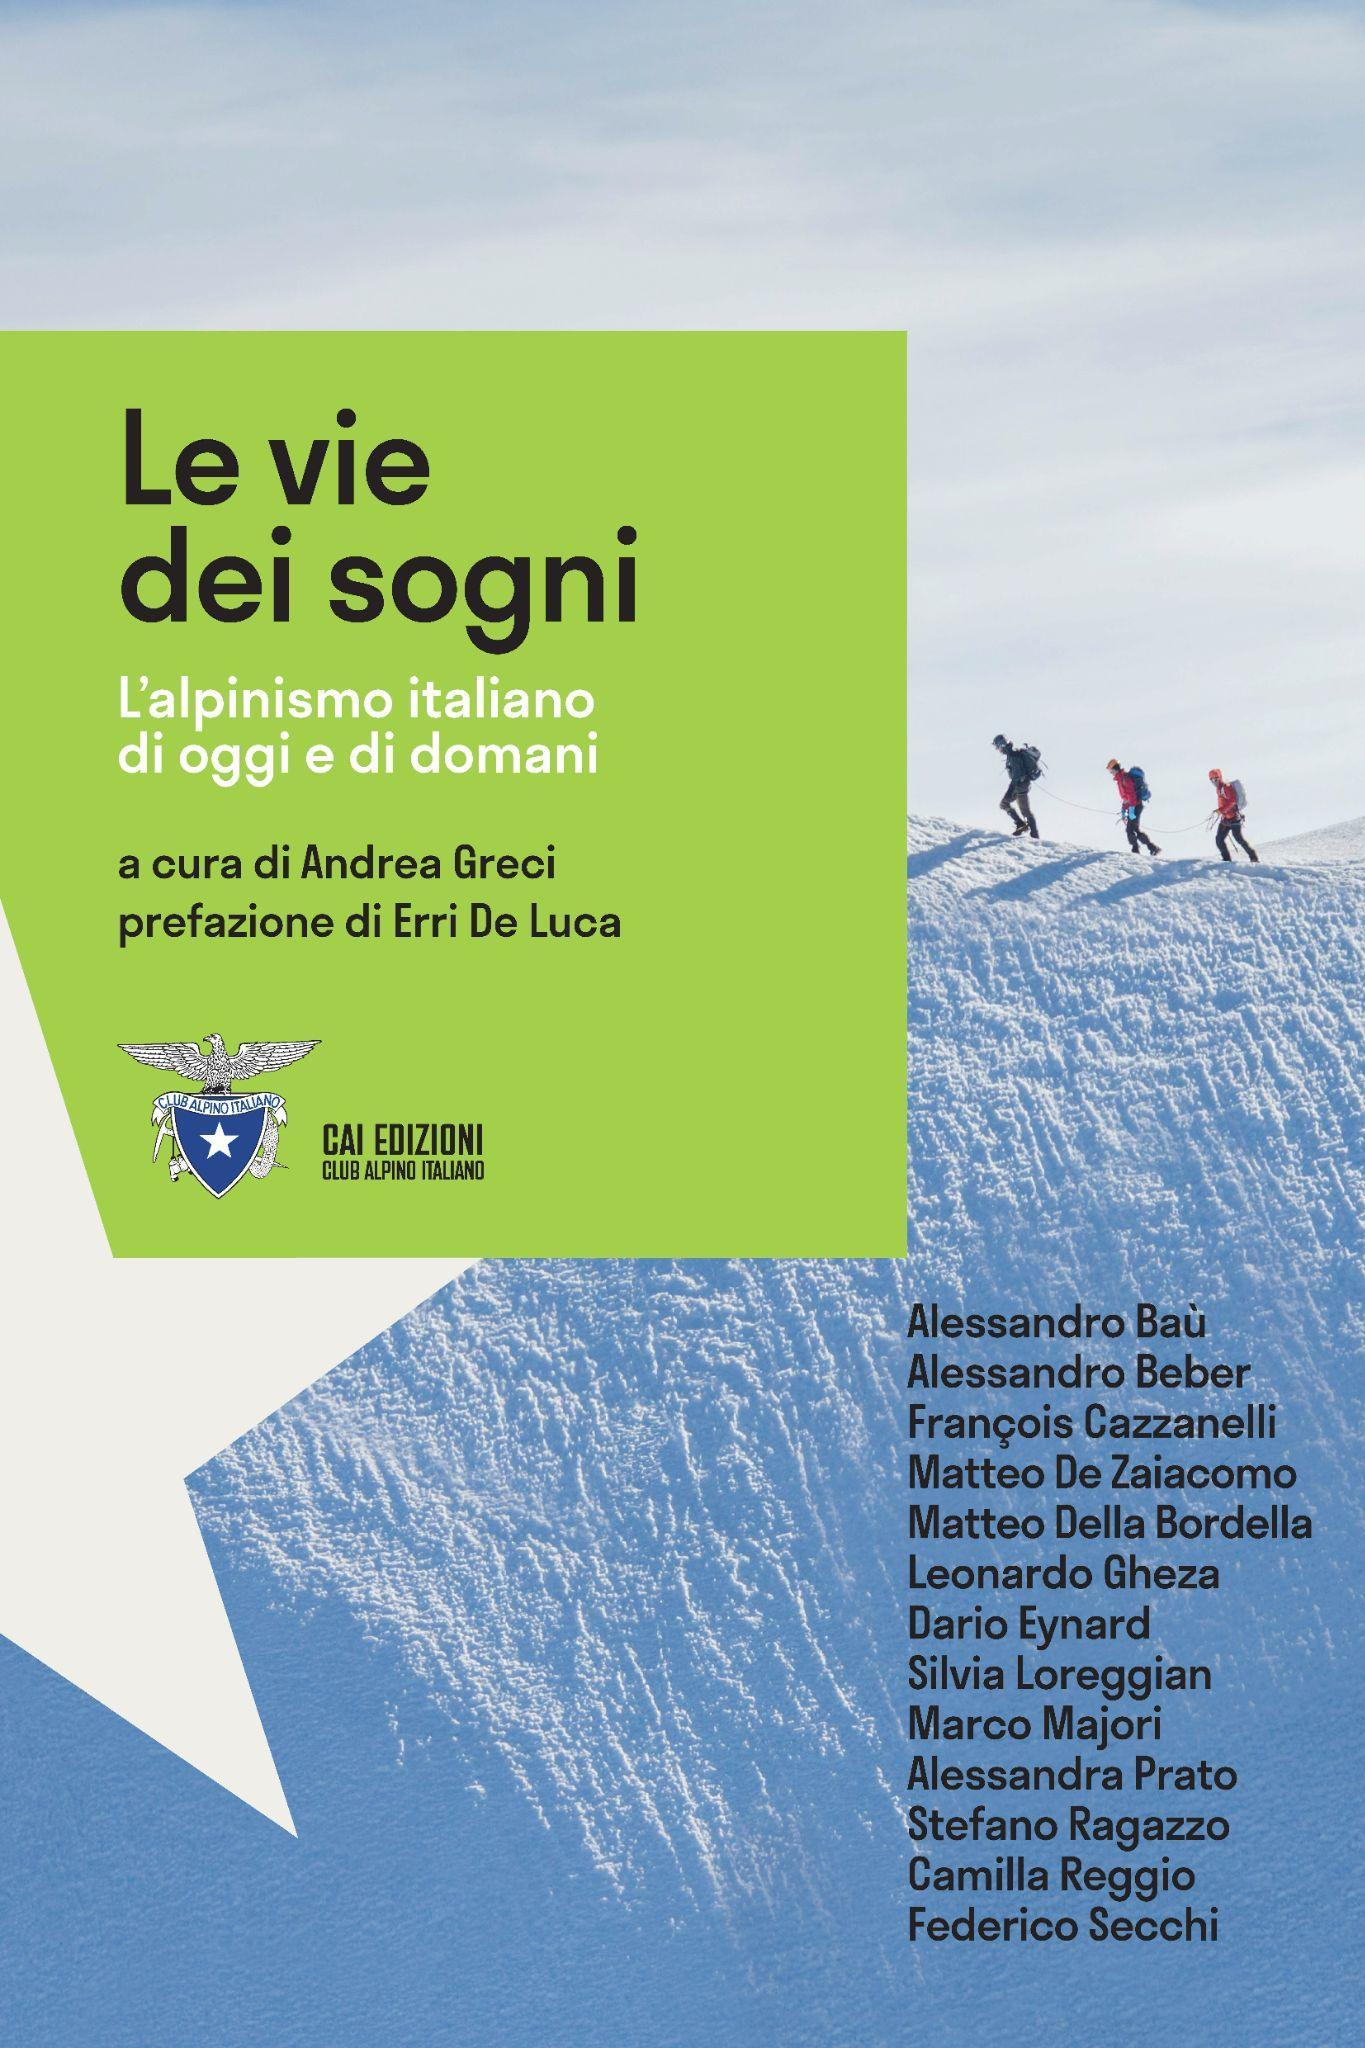 Le vie
dei sogni
L'alpinismo italiano
di oggi e di domani
a cura di Andrea Greci
prefazione di Erri De Luca
CLUB ALPINO ITALIANO
CAI EDIZIONI
CLUB ALPINO ITALIANO
Alessandro Baù
Alessandro Beber
François Cazzanelli
Matteo De Zaiacomo
Matteo Della Bordella
Leonardo Gheza
Dario Eynard
Silvia Loreggian
Marco Majori
Alessandra Prato
Stefano Ragazzo
Camilla Reggio
Federico Secchi